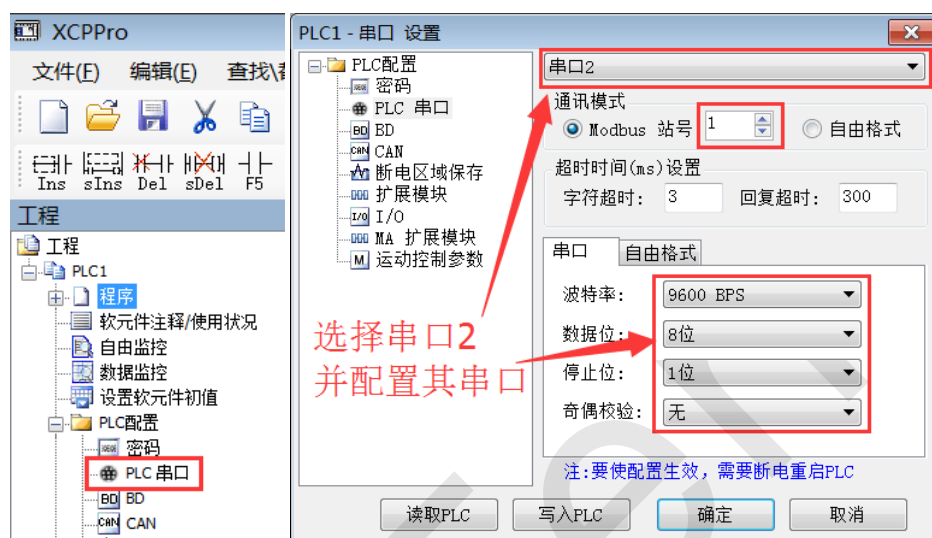 XCPPro
文件(F) 编辑(E) 查找\
Ins sIns Del sDel F5
工程
工程
PLC1
程序
软元件注释/使用状况
自由监控
数据监控
设置软元件初值
PLC配置
密码
PLC 串口
BD BD
CAN CAN
PLC1 - 串口 设置
PLC配置
密码
PLC 串口
BD BD
CAN CAN
断电区域保存
扩展模块
I/O I/O
MA 扩展模块
M 运动控制参数
串口2
通讯模式
Modbus 站号 1 自由格式
超时时间(ms)设置
字符超时: 3 回复超时: 300
串口 自由格式
波特率: 9600 BPS
数据位: 8位
停止位: 1位
奇偶校验: 无
选择串口2
并配置其串口
注:要使配置生效,需要断电重启PLC
读取PLC 写入PLC 确定 取消